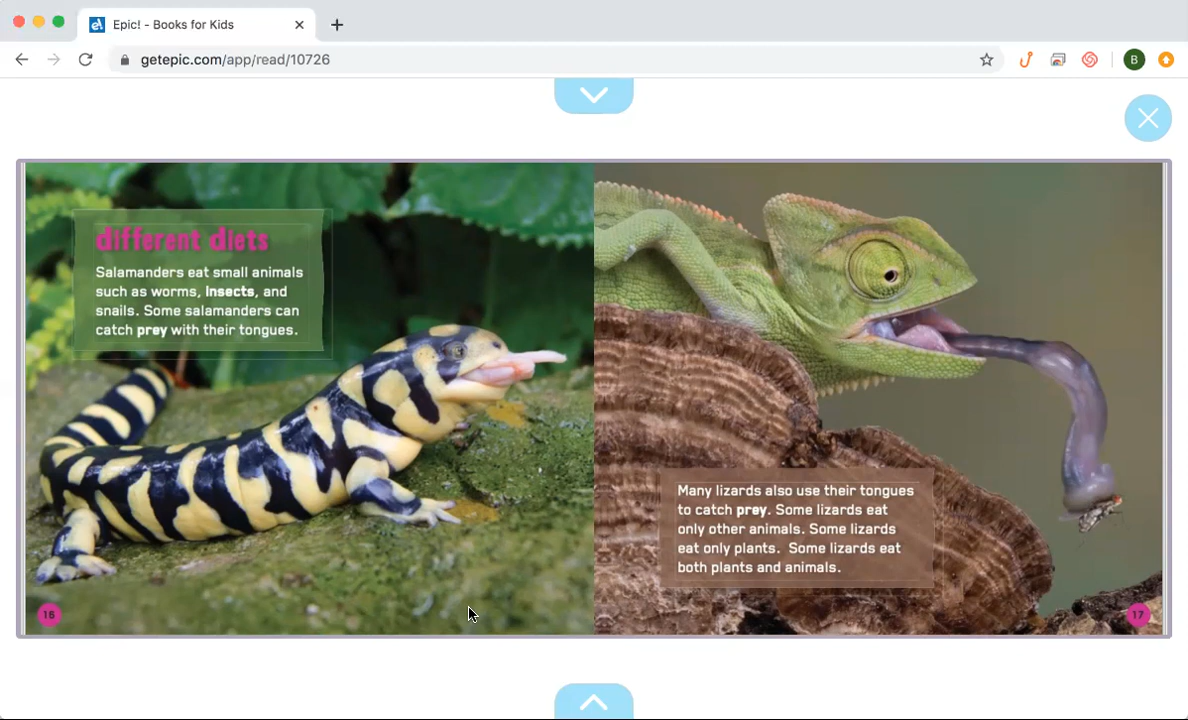 Epic! - Books for Kids
getepic.com/app/read/10726
B
different diets
Salamanders eat small animals
such as worms, insects, and
snails. Some salamanders can
catch prey with their tongues.
Many lizards also use their tongues
to catch prey. Some lizards eat
only other animals. Some lizards
eat only plants. Some lizards eat
both plants and animals.
16
17